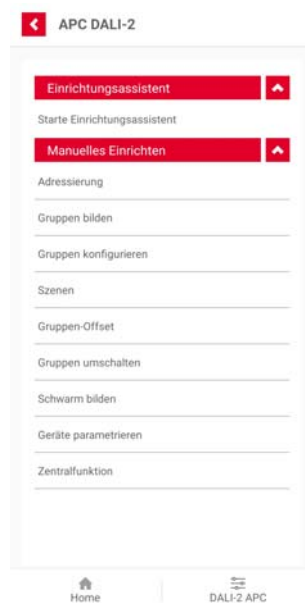 APC DALI-2
Einrichtungsassistent
Starte Einrichtungsassistent
Manuelles Einrichten
Adressierung
Gruppen bilden
Gruppen konfigurieren
Szenen
Gruppen-Offset
Gruppen umschalten
Schwarm bilden
Geräte parametrieren
Zentralfunktion
Home
DALI-2 APC